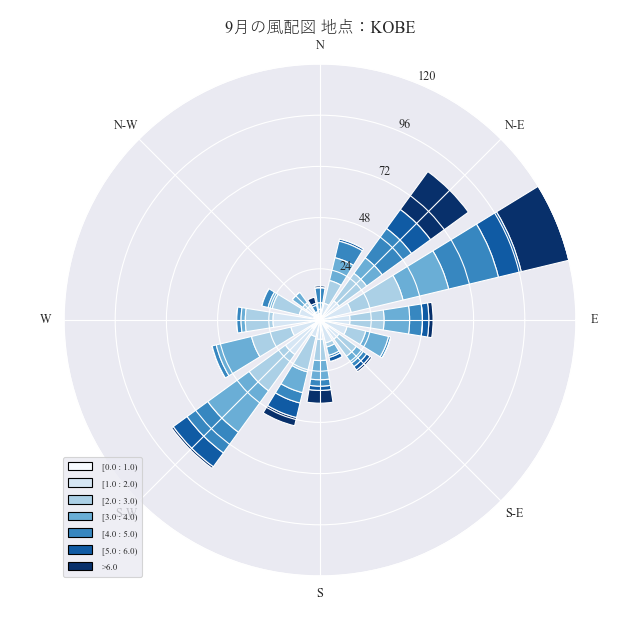 9月の風配図 地点：KOBE
N
120
96
72
48
24
N-W
N-E
W
E
S-W
S-E
S
[0.0 : 1.0)
[1.0 : 2.0)
[2.0 : 3.0)
[3.0 : 4.0)
[4.0 : 5.0)
[5.0 : 6.0)
>6.0